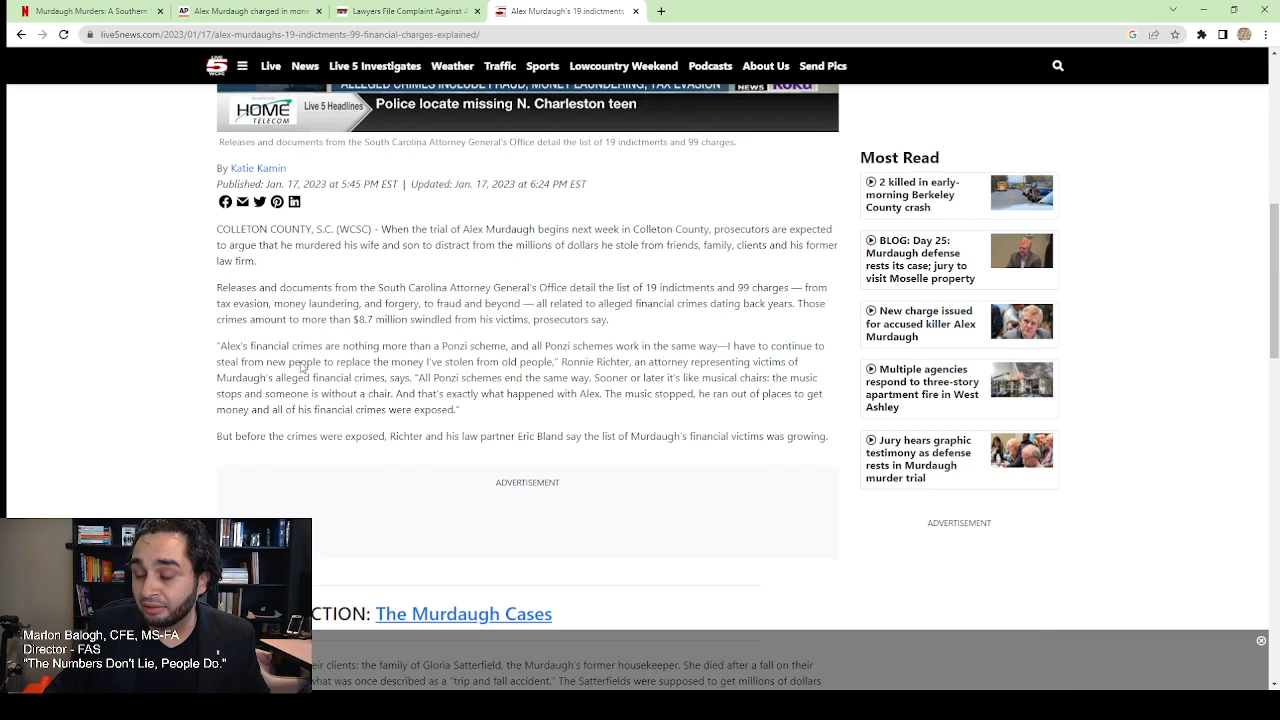 Murdaugh Murders: A Southern
Alex Murdaugh charged in mone
Lawyers File Complaint Against A
Alex Murdaugh's 19 indictments
live5news.com/2023/01/17/alex-murdaughs-19-indictments-99-financial-charges-explained/
LIVE 5 WCSC
Live News Live 5 Investigates Weather Traffic Sports Lowcountry Weekend Podcasts About Us Send Pics
ALLEGED CRIMES INCLUDE FRAUD, MONEY LAUNDERING, TAX EVASION NEWS ROKU
HOME TELECOM Live 5 Headlines Police locate missing N. Charleston teen
Releases and documents from the South Carolina Attorney General's Office detail the list of 19 indictments and 99 charges.
By Katie Kamin
Published: Jan. 17, 2023 at 5:45 PM EST | Updated: Jan. 17, 2023 at 6:24 PM EST
COLLETON COUNTY, S.C. (WCSC) - When the trial of Alex Murdaugh begins next week in Colleton County, prosecutors are expected
to argue that he murdered his wife and son to distract from the millions of dollars he stole from friends, family, clients and his former
law firm.
Releases and documents from the South Carolina Attorney General's Office detail the list of 19 indictments and 99 charges — from
tax evasion, money laundering, and forgery, to fraud and beyond — all related to alleged financial crimes dating back years. Those
crimes amount to more than $8.7 million swindled from his victims, prosecutors say.
"Alex's financial crimes are nothing more than a Ponzi scheme, and all Ponzi schemes work in the same way—I have to continue to
steal from new people to replace the money I've stolen from old people," Ronnie Richter, an attorney representing victims of
Murdaugh's alleged financial crimes, says. "All Ponzi schemes end the same way. Sooner or later it's like musical chairs: the music
stops and someone is without a chair. And that's exactly what happened with Alex. The music stopped, he ran out of places to get
money and all of his financial crimes were exposed."
But before the crimes were exposed, Richter and his law partner Eric Bland say the list of Murdaugh's financial victims was growing.
ADVERTISEMENT
CTION: The Murdaugh Cases
eir clients: the family of Gloria Satterfield, the Murdaugh's former housekeeper. She died after a fall on their
what was once described as a "trip and fall accident." The Satterfields were supposed to get millions of dollars
Most Read
2 killed in early-
morning Berkeley
County crash
BLOG: Day 25:
Murdaugh defense
rests its case; jury to
visit Moselle property
New charge issued
for accused killer Alex
Murdaugh
Multiple agencies
respond to three-story
apartment fire in West
Ashley
Jury hears graphic
testimony as defense
rests in Murdaugh
murder trial
ADVERTISEMENT
Marton Balogh, CFE, MS-FA
Director - FAS
"The Numbers Don't Lie, People Do."